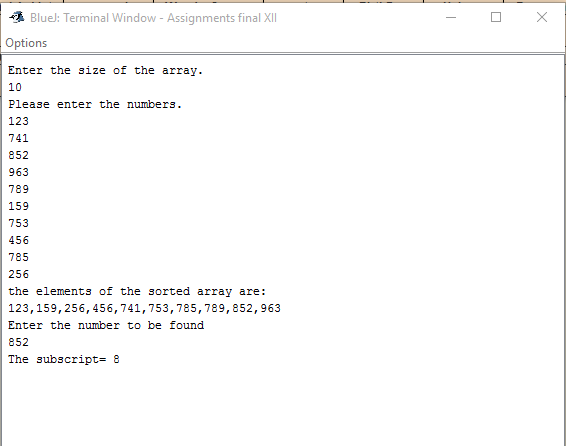 BlueJ: Terminal Window - Assignments final XII
Options
Enter the size of the array.
10
Please enter the numbers.
123
741
852
963
789
159
753
456
785
256
the elements of the sorted array are:
123,159,256,456,741,753,785,789,852,963
Enter the number to be found
852
The subscript= 8